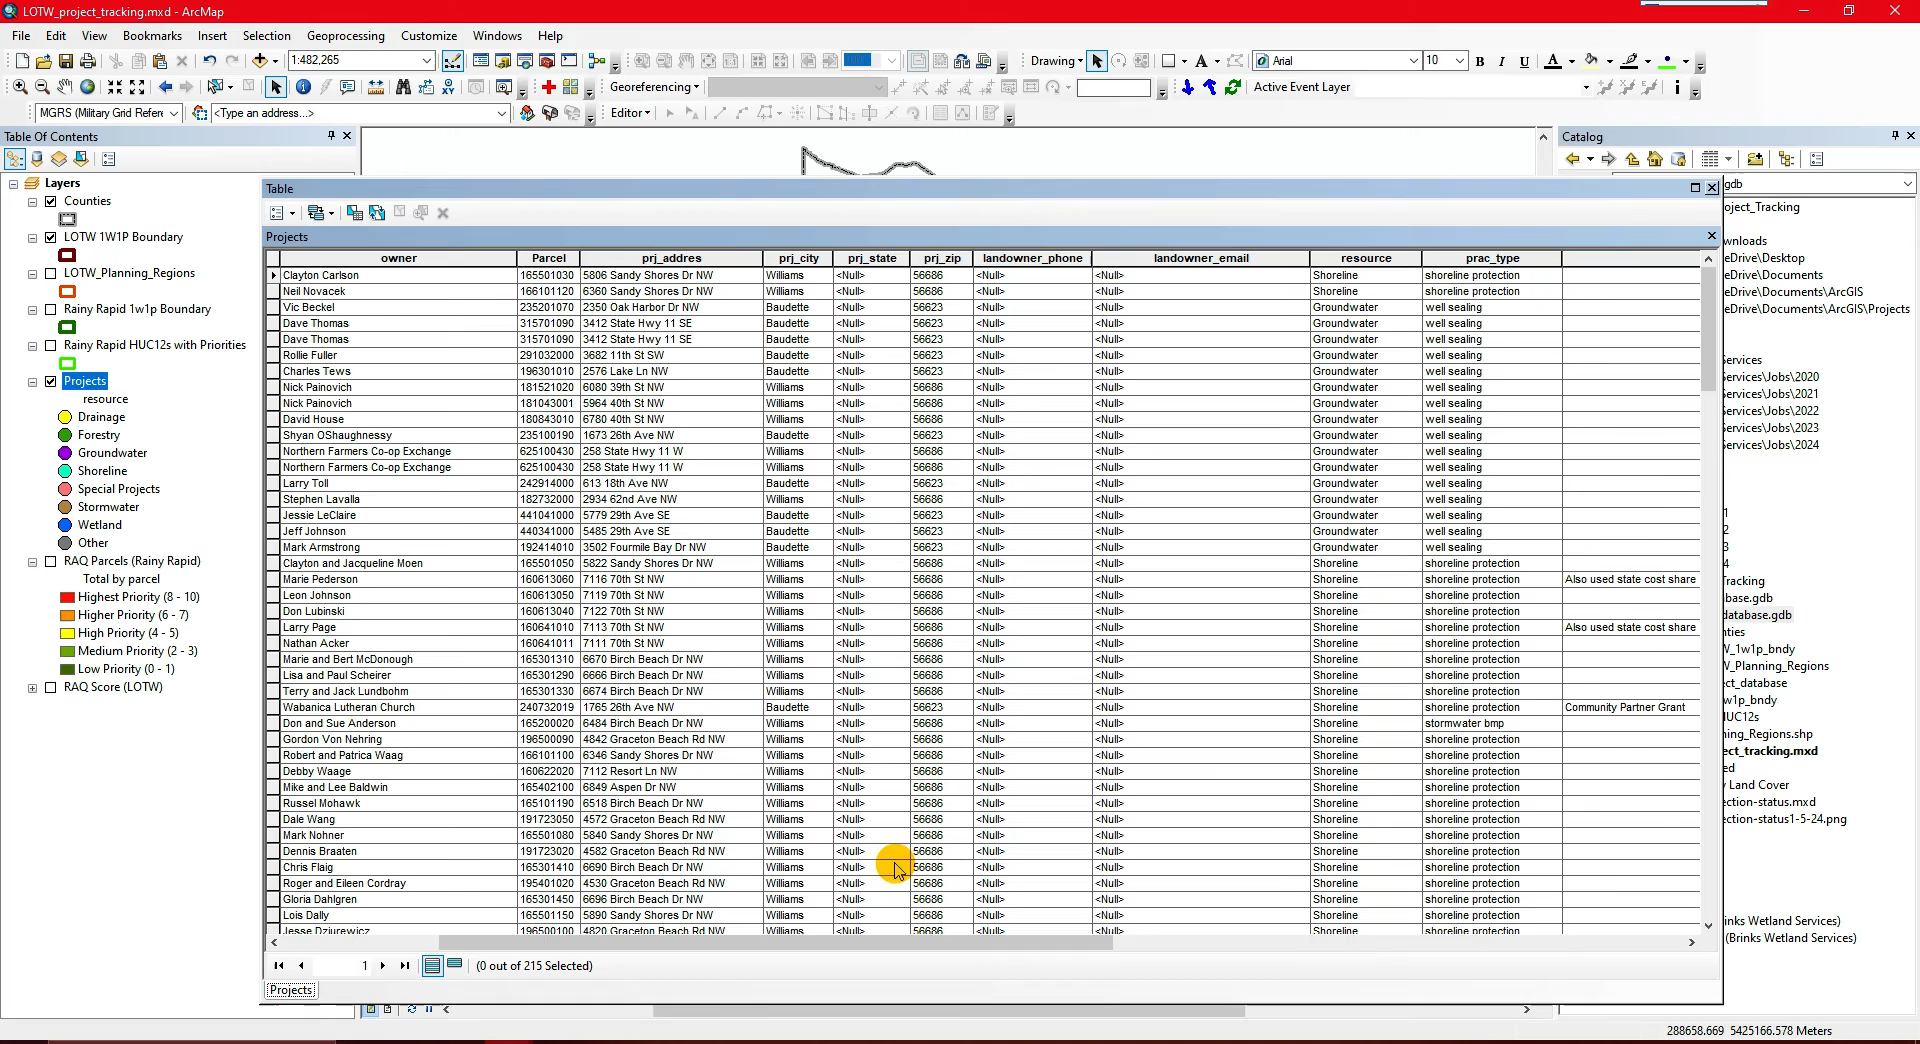 LOTW_project_tracking.mxd - ArcMap
File Edit View Bookmarks Insert Selection Geoprocessing Customize Windows Help
1:482,265 Drawing Arial 10 B I U A
Georeferencing Active Event Layer
MGRS (Military Grid Refere <Type an address...> Editor
Table Of Contents
Layers
Counties
LOTW 1W1P Boundary
LOTW_Planning_Regions
Rainy Rapid 1w1p Boundary
Rainy Rapid HUC12s with Priorities
Projects
resource
Drainage
Forestry
Groundwater
Shoreline
Special Projects
Stormwater
Wetland
Other
RAQ Parcels (Rainy Rapid)
Total by parcel
Highest Priority (8 - 10)
Higher Priority (6 - 7)
High Priority (4 - 5)
Medium Priority (2 - 3)
Low Priority (0 - 1)
RAQ Score (LOTW)
Table
Projects
owner Parcel prj_addres prj_city prj_state prj_zip landowner_phone landowner_email resource prac_type
Clayton Carlson 165501030 5806 Sandy Shores Dr NW Williams <Null> 56686 <Null> <Null> Shoreline shoreline protection
Neil Novacek 166101120 6360 Sandy Shores Dr NW Williams <Null> 56686 <Null> <Null> Shoreline shoreline protection
Vic Beckel 235201070 2350 Oak Harbor Dr NW Baudette <Null> 56623 <Null> <Null> Groundwater well sealing
Dave Thomas 315701090 3412 State Hwy 11 SE Baudette <Null> 56623 <Null> <Null> Groundwater well sealing
Dave Thomas 315701090 3412 State Hwy 11 SE Baudette <Null> 56623 <Null> <Null> Groundwater well sealing
Rollie Fuller 291032000 3682 11th St SW Baudette <Null> 56623 <Null> <Null> Groundwater well sealing
Charles Tews 196301010 2576 Lake Ln NW Baudette <Null> 56623 <Null> <Null> Groundwater well sealing
Nick Painovich 181521020 6080 39th St NW Williams <Null> 56686 <Null> <Null> Groundwater well sealing
Nick Painovich 181043001 5964 40th St NW Williams <Null> 56686 <Null> <Null> Groundwater well sealing
David House 180843010 6780 40th St NW Williams <Null> 56686 <Null> <Null> Groundwater well sealing
Shyan OShaughnessy 235100190 1673 26th Ave NW Baudette <Null> 56623 <Null> <Null> Groundwater well sealing
Northern Farmers Co-op Exchange 625100430 258 State Hwy 11 W Williams <Null> 56686 <Null> <Null> Groundwater well sealing
Northern Farmers Co-op Exchange 625100430 258 State Hwy 11 W Williams <Null> 56686 <Null> <Null> Groundwater well sealing
Larry Toll 242914000 613 18th Ave NW Baudette <Null> 56623 <Null> <Null> Groundwater well sealing
Stephen Lavalla 182732000 2934 62nd Ave NW Williams <Null> 56686 <Null> <Null> Groundwater well sealing
Jessie LeClaire 441041000 5779 29th Ave SE Baudette <Null> 56623 <Null> <Null> Groundwater well sealing
Jeff Johnson 440341000 5485 29th Ave SE Baudette <Null> 56623 <Null> <Null> Groundwater well sealing
Mark Armstrong 192414010 3502 Fourmile Bay Dr NW Baudette <Null> 56623 <Null> <Null> Groundwater well sealing
Clayton and Jacqueline Moen 165501050 5822 Sandy Shores Dr NW Williams <Null> 56686 <Null> <Null> Shoreline shoreline protection
Marie Pederson 160613060 7116 70th St NW Williams <Null> 56686 <Null> <Null> Shoreline shoreline protection Also used state cost share
Leon Johnson 160613050 7119 70th St NW Williams <Null> 56686 <Null> <Null> Shoreline shoreline protection
Don Lubinski 160613040 7122 70th St NW Williams <Null> 56686 <Null> <Null> Shoreline shoreline protection
Larry Page 160641010 7113 70th St NW Williams <Null> 56686 <Null> <Null> Shoreline shoreline protection Also used state cost share
Nathan Acker 160641011 7111 70th St NW Williams <Null> 56686 <Null> <Null> Shoreline shoreline protection
Marie and Bert McDonough 165301310 6670 Birch Beach Dr NW Williams <Null> 56686 <Null> <Null> Shoreline shoreline protection
Lisa and Paul Scheirer 165301290 6666 Birch Beach Dr NW Williams <Null> 56686 <Null> <Null> Shoreline shoreline protection
Terry and Jack Lundbohm 165301330 6674 Birch Beach Dr NW Williams <Null> 56686 <Null> <Null> Shoreline shoreline protection
Wabanica Lutheran Church 240732019 1765 26th Ave NW Baudette <Null> 56623 <Null> <Null> Shoreline shoreline protection Community Partner Grant
Don and Sue Anderson 165200020 6484 Birch Beach Dr NW Williams <Null> 56686 <Null> <Null> Shoreline stormwater bmp
Gordon Von Nehring 196500090 4842 Graceton Beach Rd NW Williams <Null> 56686 <Null> <Null> Shoreline shoreline protection
Robert and Patrica Waag 166101100 6346 Sandy Shores Dr NW Williams <Null> 56686 <Null> <Null> Shoreline shoreline protection
Debby Waage 160622020 7112 Resort Ln NW Williams <Null> 56686 <Null> <Null> Shoreline shoreline protection
Mike and Lee Baldwin 165402100 6849 Aspen Dr NW Williams <Null> 56686 <Null> <Null> Shoreline shoreline protection
Russel Mohawk 165101190 6518 Birch Beach Dr NW Williams <Null> 56686 <Null> <Null> Shoreline shoreline protection
Dale Wang 191723050 4572 Graceton Beach Rd NW Williams <Null> 56686 <Null> <Null> Shoreline shoreline protection
Mark Nohner 165501080 5840 Sandy Shores Dr NW Williams <Null> 56686 <Null> <Null> Shoreline shoreline protection
Dennis Braaten 191723020 4582 Graceton Beach Rd NW Williams <Null> 56686 <Null> <Null> Shoreline shoreline protection
Chris Flaig 165301410 6690 Birch Beach Dr NW Williams <Null> 56686 <Null> <Null> Shoreline shoreline protection
Roger and Eileen Cordray 195401020 4530 Graceton Beach Rd NW Williams <Null> 56686 <Null> <Null> Shoreline shoreline protection
Gloria Dahlgren 165301450 6696 Birch Beach Dr NW Williams <Null> 56686 <Null> <Null> Shoreline shoreline protection
Lois Dally 165501150 5890 Sandy Shores Dr NW Williams <Null> 56686 <Null> <Null> Shoreline shoreline protection
Jesse Dziurewicz 196500100 4820 Graceton Beach Rd NW Williams <Null> 56686 <Null> <Null> Shoreline shoreline protection
1 (0 out of 215 Selected)
Projects
Catalog
gdb
oject_Tracking
wnloads
eDrive\Desktop
eDrive\Documents
eDrive\Documents\ArcGIS
eDrive\Documents\ArcGIS\Projects
ervices
ervices\Jobs\2020
ervices\Jobs\2021
ervices\Jobs\2022
ervices\Jobs\2023
ervices\Jobs\2024
1
2
3
4
Tracking
base.gdb
database.gdb
nties
W_1w1p_bndy
W_Planning_Regions
ect_database
w1p_bndy
HUC12s
ning_Regions.shp
ect_tracking.mxd
ed
y Land Cover
ection-status.mxd
ection-status1-5-24.png
inks Wetland Services)
(Brinks Wetland Services)
288658.669 5425166.578 Meters